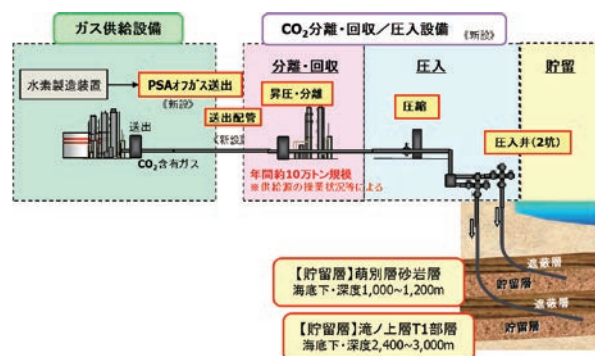 ガス供給設備
CO₂分離・回収／圧入設備 《新設》
水素製造装置
PSAオフガス送出
《新設》
送出配管
《新設》
送出
CO₂含有ガス
分離・回収
昇圧・分離
年間約10万トン規模
※供給源の操業状況等による
圧入
圧縮
貯留
圧入井(2坑)
遮蔽層
貯留層
遮蔽層
貯留層
【貯留層】萌別層砂岩層
海底下・深度1,000~1,200m
【貯留層】滝ノ上層T1部層
海底下・深度2,400~3,000m